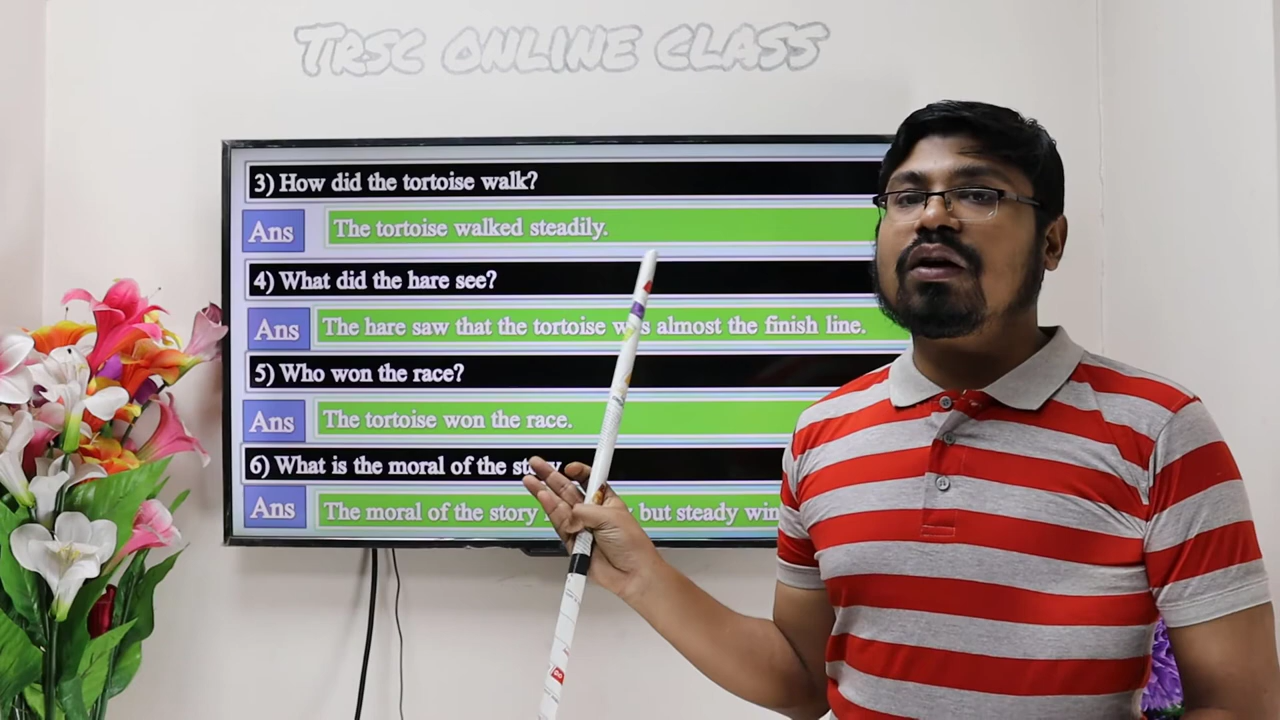 TRSC ONLINE CLASS
3) How did the tortoise walk?
Ans The tortoise walked steadily.
4) What did the hare see?
Ans The hare saw that the tortoise was almost the finish line.
5) Who won the race?
Ans The tortoise won the race.
6) What is the moral of the story
Ans The moral of the story but steady win